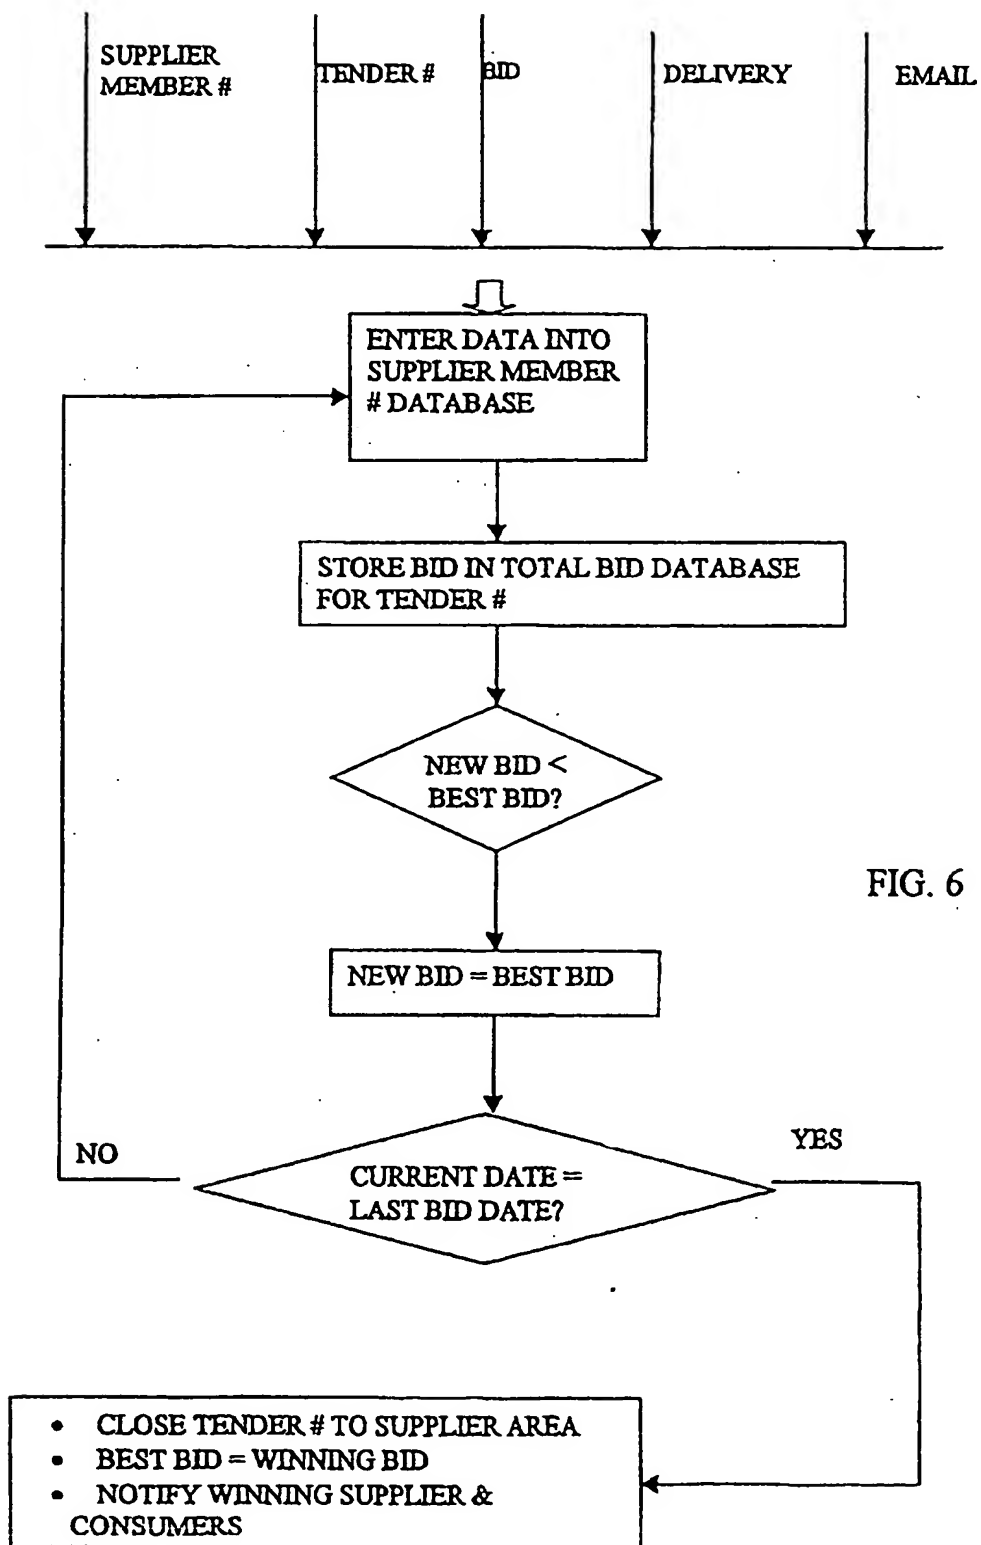 SUPPLIER
MEMBER #
TENDER #
BID
DELIVERY
EMAIL
ENTER DATA INTO
SUPPLIER MEMBER
# DATABASE
STORE BID IN TOTAL BID DATABASE
FOR TENDER #
NEW BID <
BEST BID?
FIG. 6
NEW BID = BEST BID
NO
YES
CURRENT DATE =
LAST BID DATE?
• CLOSE TENDER # TO SUPPLIER AREA
• BEST BID = WINNING BID
• NOTIFY WINNING SUPPLIER &
CONSUMERS